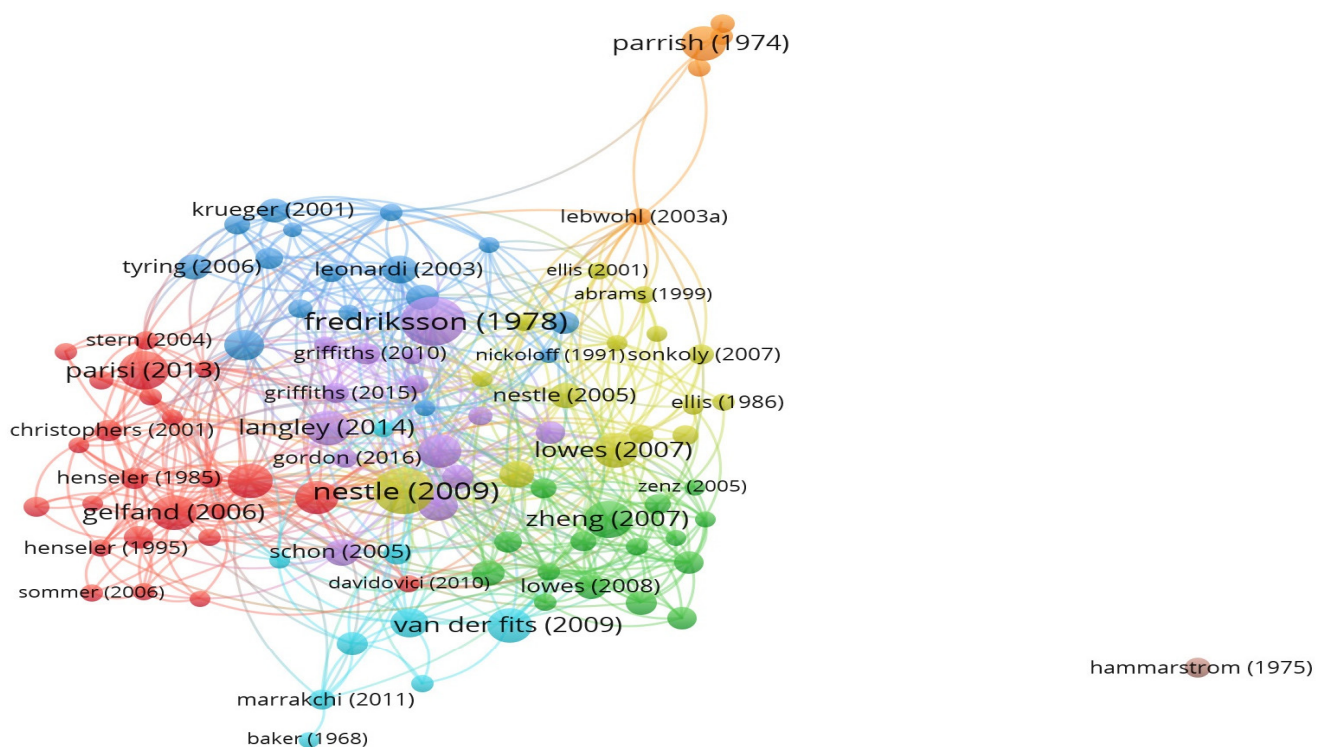 parrish (1974)
krueger (2001)
lebwohl (2003a)
tyring (2006)
leonardi (2003)
ellis (2001)
abrams (1999)
fredriksson (1978)
stern (2004)
griffiths (2010)
nickoloff (1991)
sonkoly (2007)
parisi (2013)
griffiths (2015)
nestle (2005)
ellis (1986)
christophers (2001)
langley (2014)
lowes (2007)
gordon (2016)
henseler (1985)
nestle (2009)
zenz (2005)
gelfand (2006)
zheng (2007)
henseler (1995)
schon (2005)
davidovici (2010)
lowes (2008)
sommer (2006)
van der fits (2009)
hammarstrom (1975)
marrakchi (2011)
baker (1968)